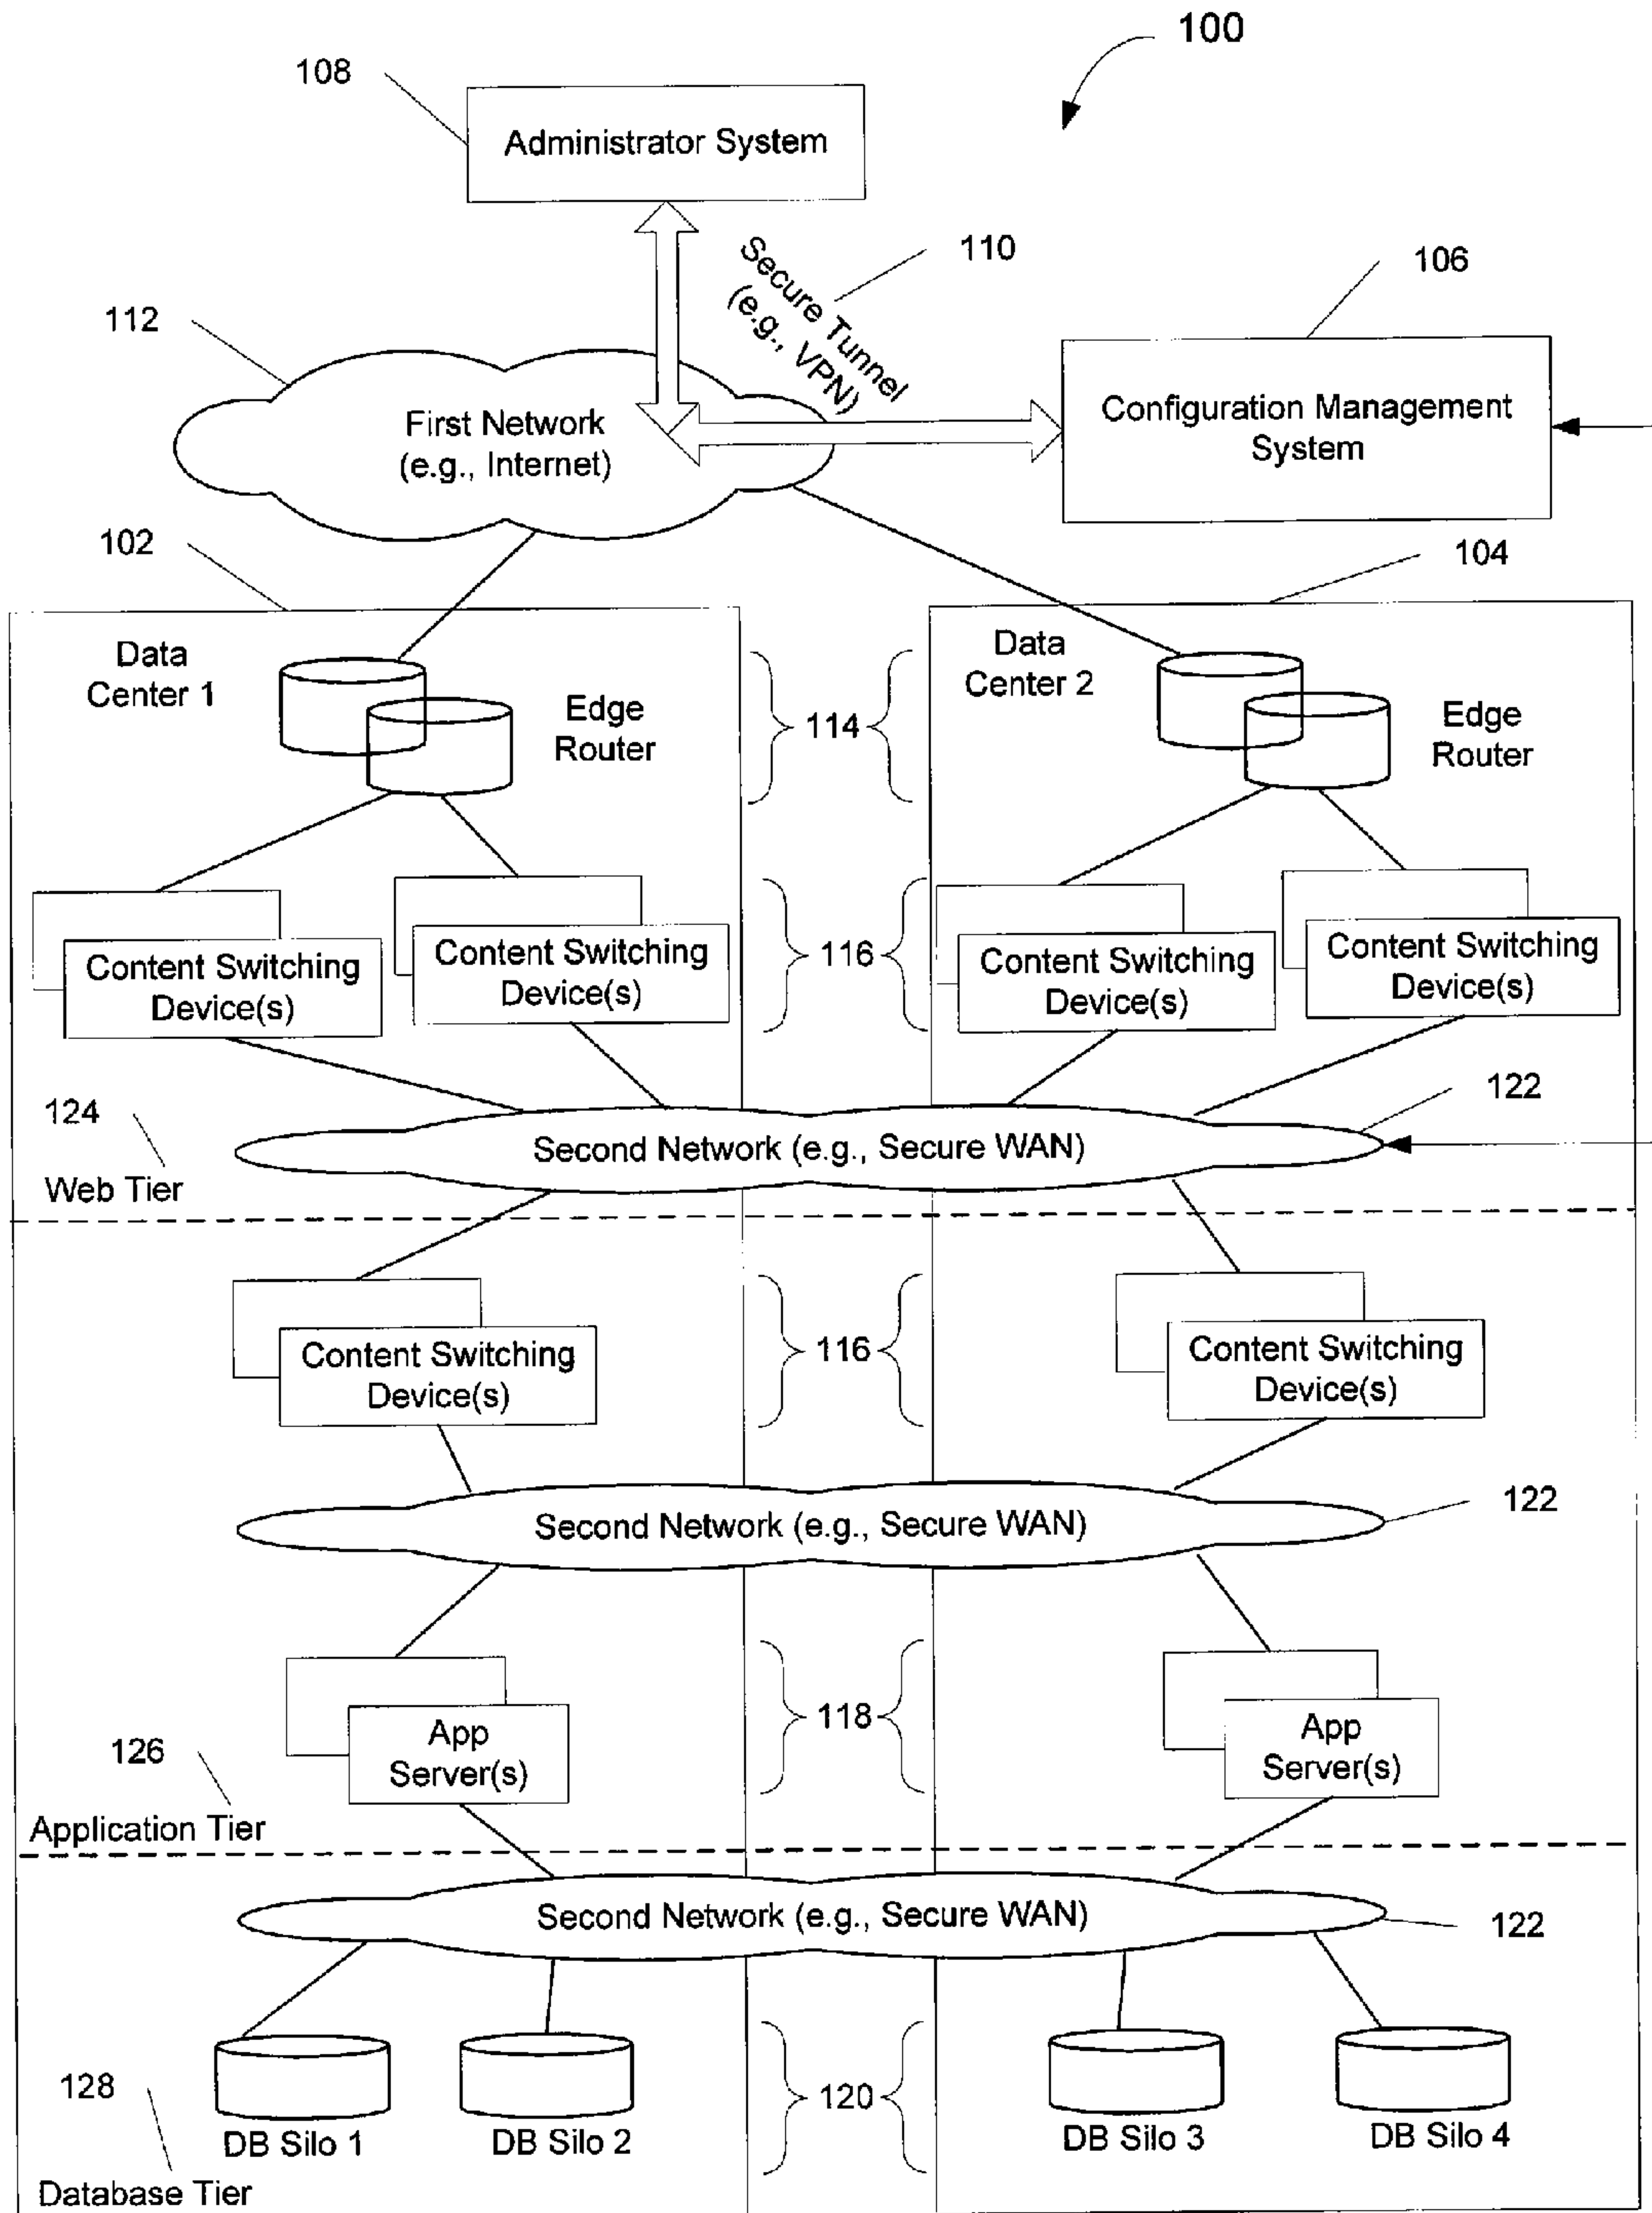 100
108
Administrator System
110
Secure Tunnel
(e.g., VPN)
106
112
First Network
(e.g., Internet)
Configuration Management
System
102
104
Data
Center 1
Edge
Router
114
Data
Center 2
Edge
Router
Content Switching
Device(s)
Content Switching
Device(s)
116
Content Switching
Device(s)
Content Switching
Device(s)
124
122
Second Network (e.g., Secure WAN)
Web Tier
Content Switching
Device(s)
116
Content Switching
Device(s)
122
Second Network (e.g., Secure WAN)
App
Server(s)
118
App
Server(s)
126
Application Tier
Second Network (e.g., Secure WAN)
122
128
120
DB Silo 1
DB Silo 2
DB Silo 3
DB Silo 4
Database Tier